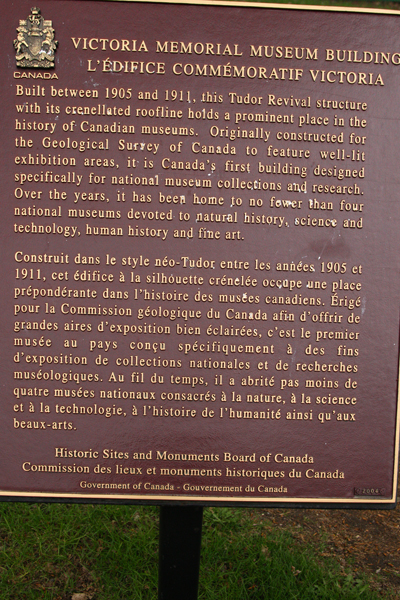 CANADA
VICTORIA MEMORIAL MUSEUM BUILDING
L'ÉDIFICE COMMÉMORATIF VICTORIA
Built between 1905 and 1911, this Tudor Revival structure
with its crenellated roofline holds a prominent place in the
history of Canadian museums. Originally constructed for
the Geological Survey of Canada to feature well-lit
exhibition areas, it is Canada's first building designed
specifically for national museum collections and research.
Over the years, it has been home to no fewer than four
national museums devoted to natural history, science and
technology, human history and fine art.
Construit dans le style néo-Tudor entre les années 1905 et
1911, cet édifice à la silhouette crénelée occupe une place
prépondérante dans l'histoire des musées canadiens. Érigé
pour la Commission géologique du Canada afin d'offrir de
grandes aires d'exposition bien éclairées, c'est le premier
musée au pays conçu spécifiquement à des fins
d'exposition de collections nationales et de recherches
muséologiques. Au fil du temps, il a abrité pas moins de
quatre musées nationaux consacrés à la nature, à la science
et à la technologie, à l'histoire de l'humanité ainsi qu'aux
beaux-arts.
Historic Sites and Monuments Board of Canada
Commission des lieux et monuments historiques du Canada
Government of Canada - Gouvernement du Canada
2004